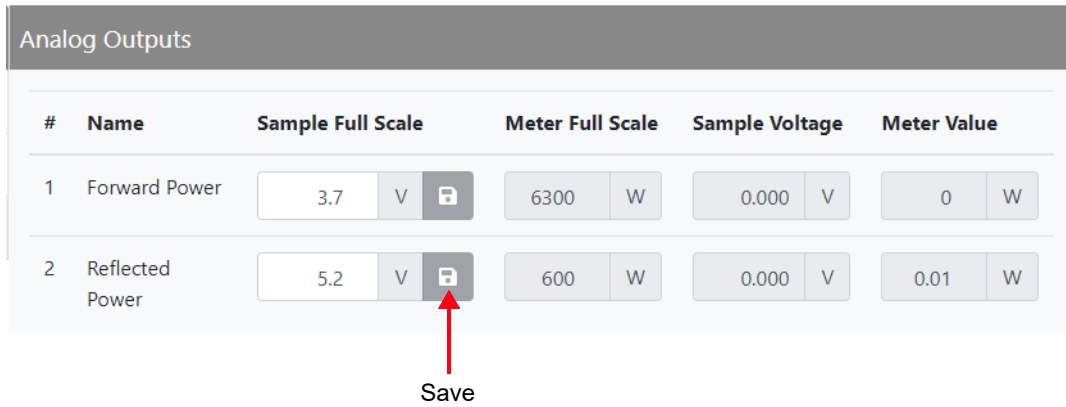 Analog Outputs
# Name Sample Full Scale Meter Full Scale Sample Voltage Meter Value
1 Forward Power 3.7 V 6300 W 0.000 V 0 W
2 Reflected Power 5.2 V 600 W 0.000 V 0.01 W
Save